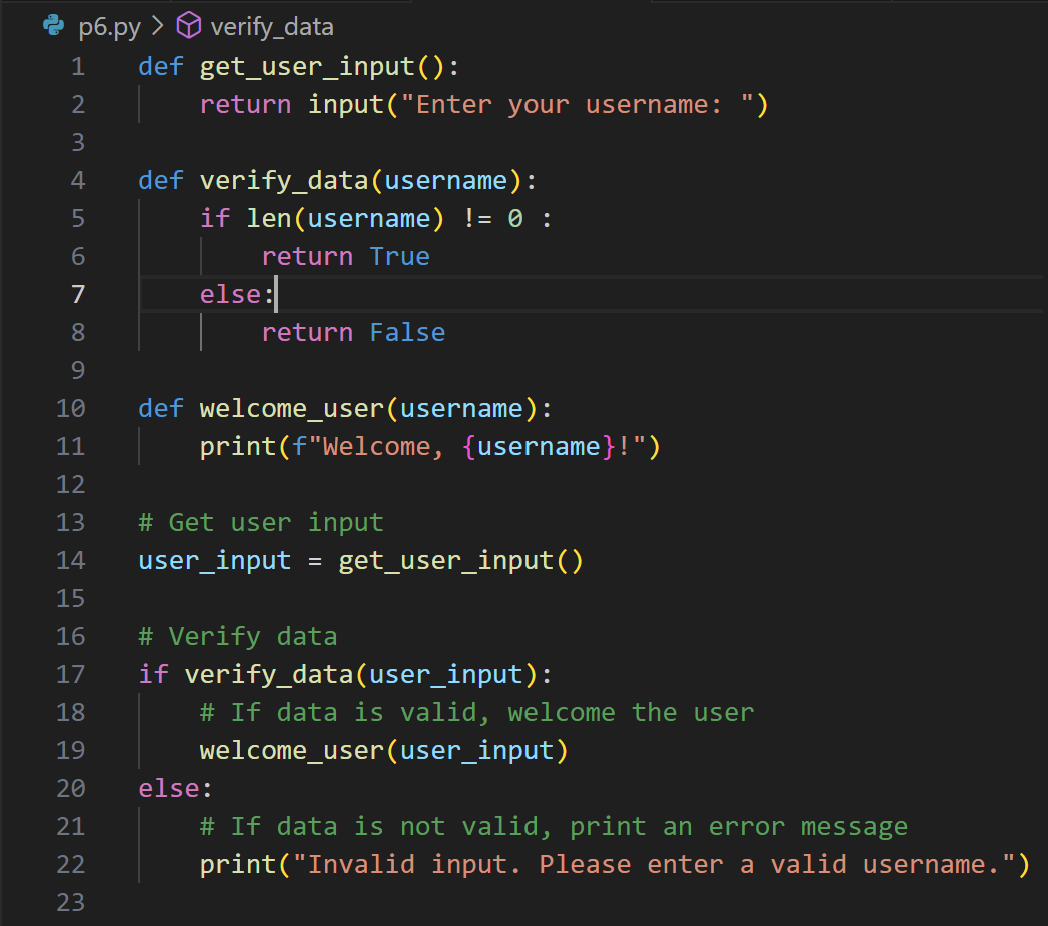 p6.py > verify_data
1 def get_user_input():
2     return input("Enter your username: ")
3
4 def verify_data(username):
5     if len(username) != 0 :
6         return True
7     else:
8         return False
9
10 def welcome_user(username):
11     print(f"Welcome, {username}!")
12
13 # Get user input
14 user_input = get_user_input()
15
16 # Verify data
17 if verify_data(user_input):
18     # If data is valid, welcome the user
19     welcome_user(user_input)
20 else:
21     # If data is not valid, print an error message
22     print("Invalid input. Please enter a valid username.")
23